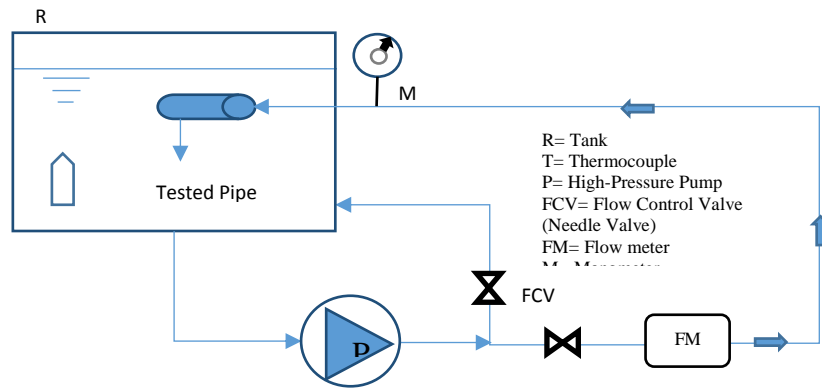 R
M
R= Tank
T= Thermocouple
P= High-Pressure Pump
FCV= Flow Control Valve
(Needle Valve)
FM= Flow meter
Tested Pipe
FCV
P
FM